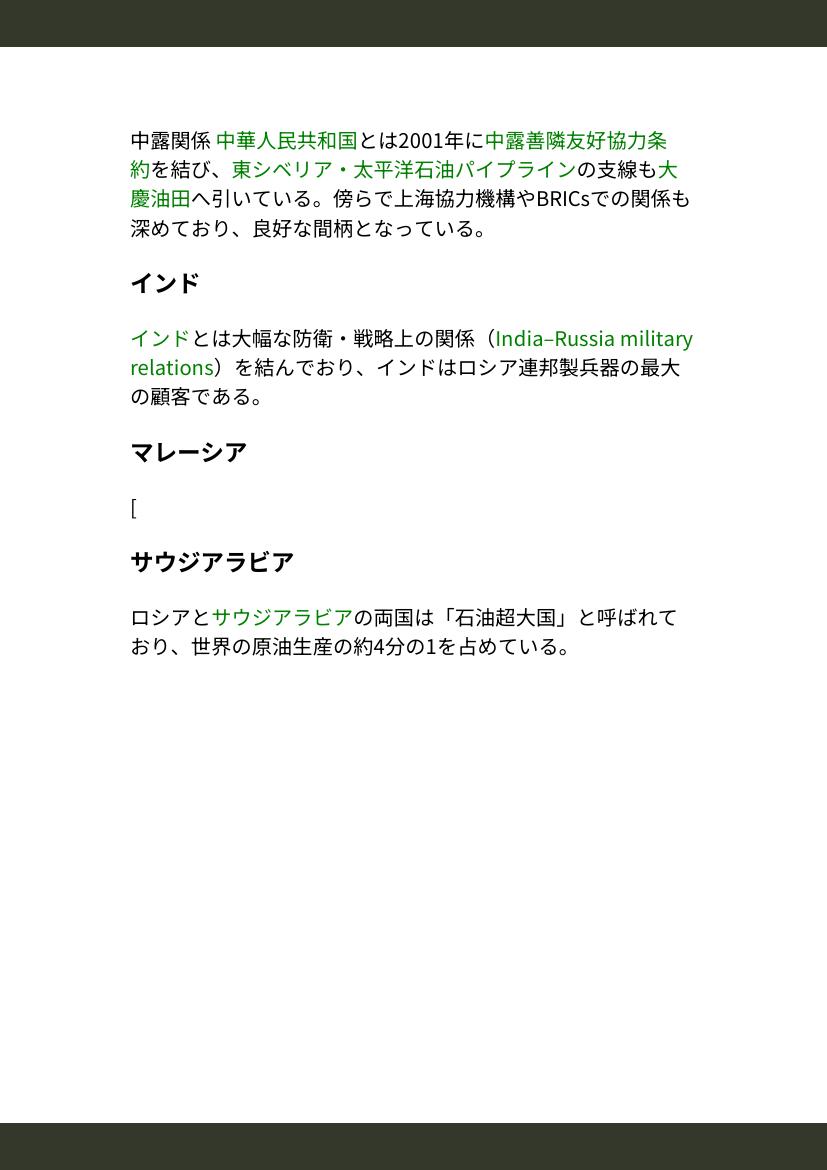 中露関係 中華人民共和国とは2001年に中露善隣友好協力条
約を結び、東シベリア・太平洋石油パイプラインの支線も大
慶油田へ引いている。傍らで上海協力機構やBRICsでの関係も
深めており、良好な間柄となっている。
インド
インドとは大幅な防衛・戦略上の関係（India–Russia military
relations）を結んでおり、インドはロシア連邦製兵器の最大
の顧客である。
マレーシア
[
サウジアラビア
ロシアとサウジアラビアの両国は「石油超大国」と呼ばれて
おり、世界の原油生産の約4分の1を占めている。